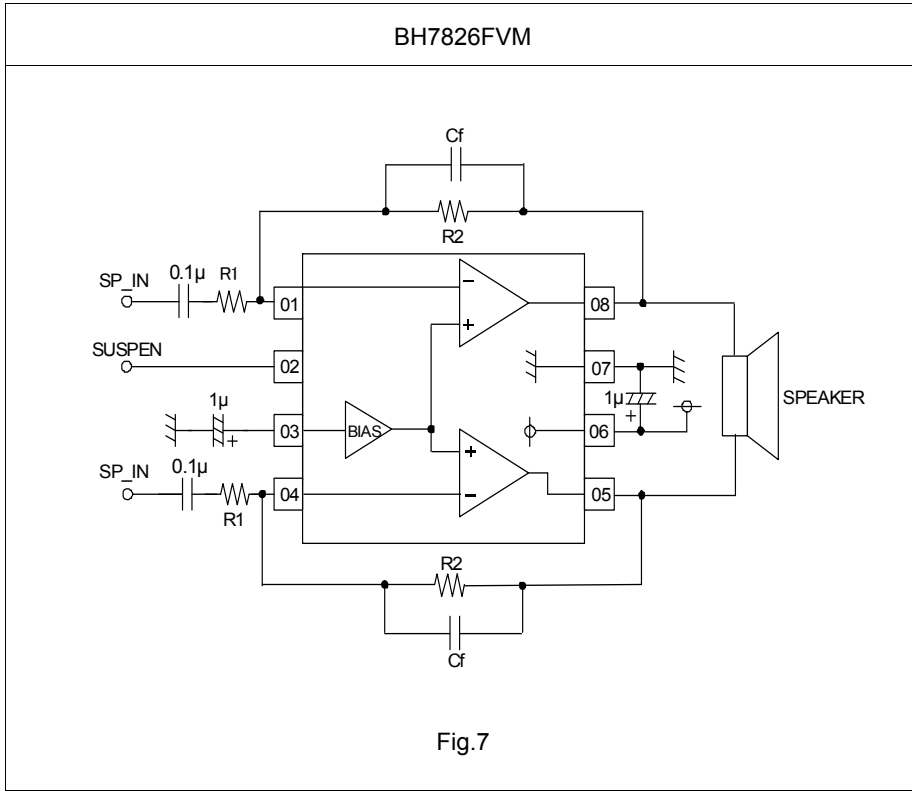 BH7826FVM
Cf
R2
SP_IN 0.1μ R1
01
08
SUSPEN
02
07
1μ
+
SPEAKER
1μ
+
03
BIAS
06
SP_IN 0.1μ
R1
04
05
−
+
+
−
R2
Cf
Fig.7